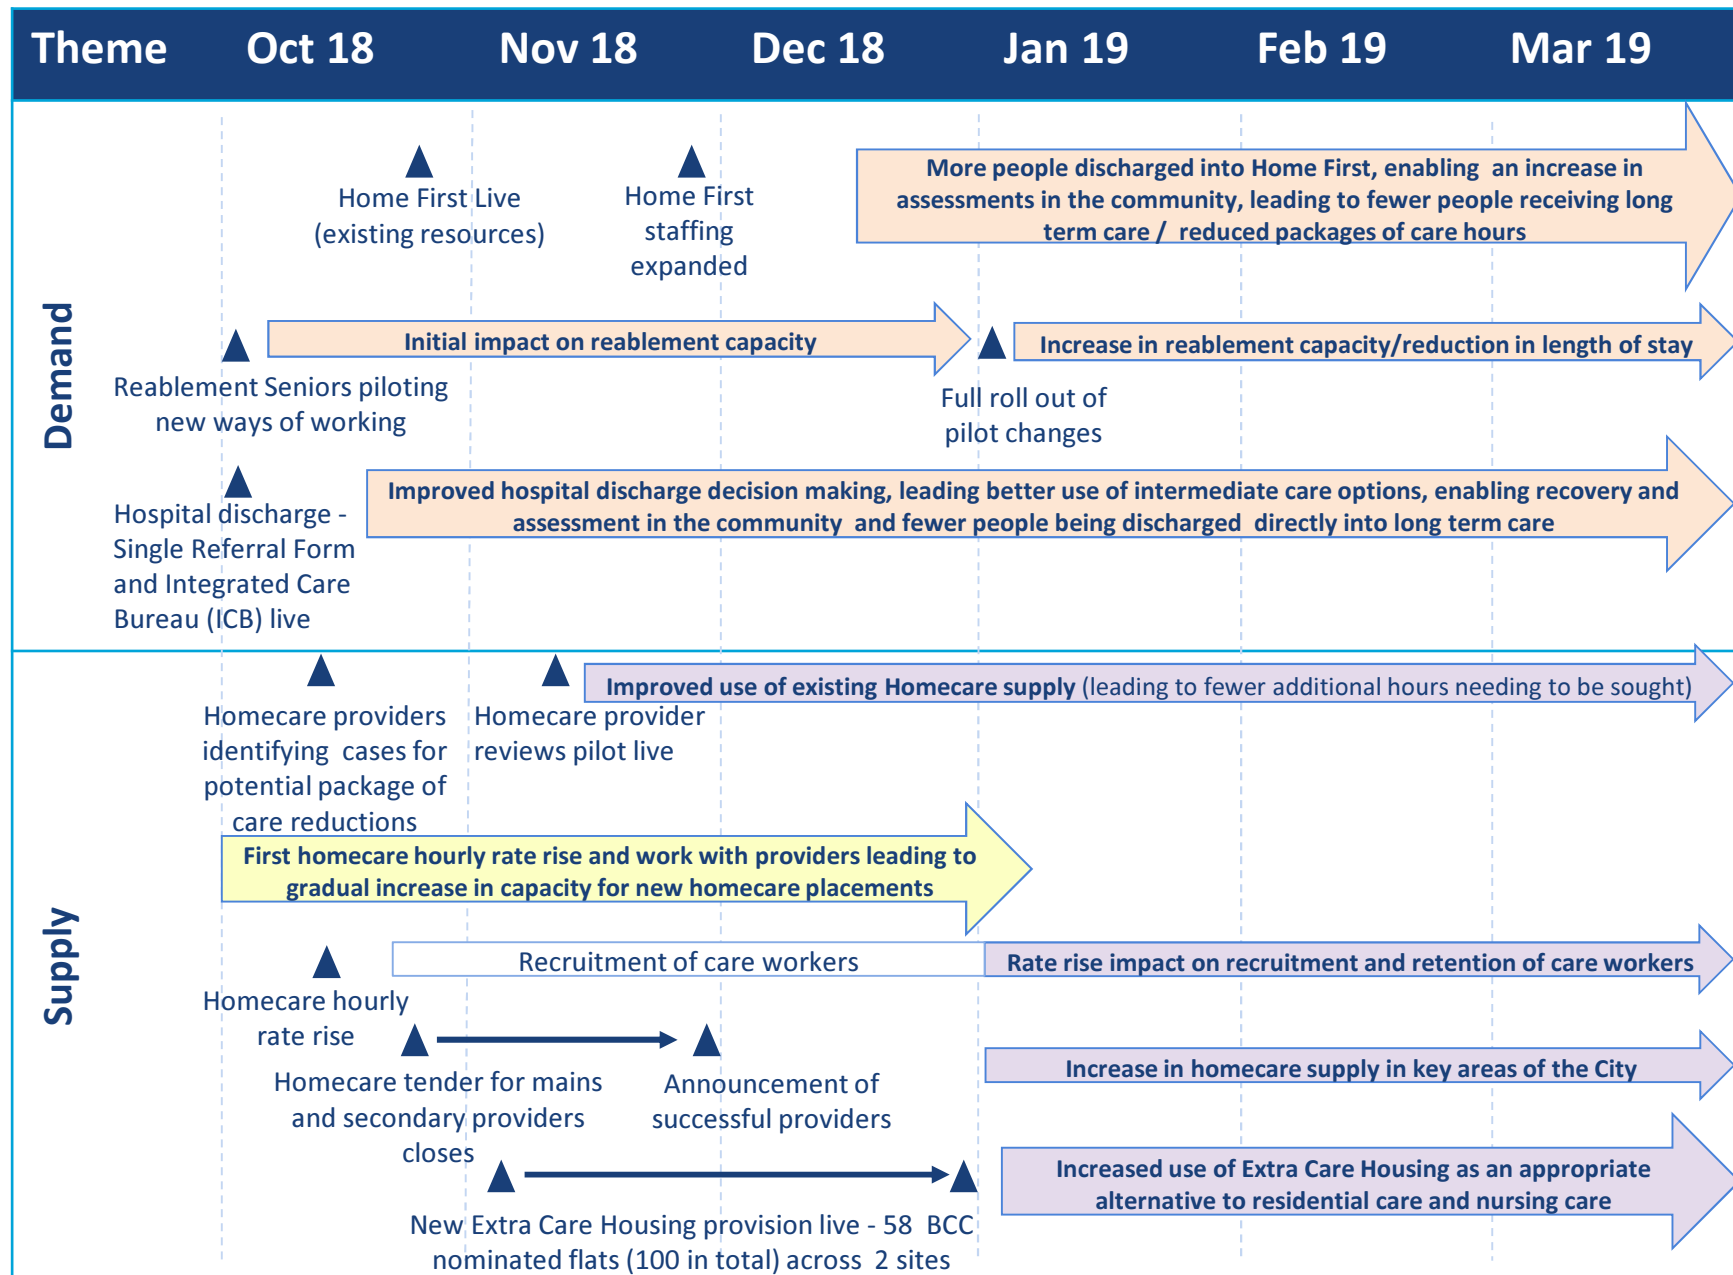 Theme Oct 18 Nov 18 Dec 18 Jan 19 Feb 19 Mar 19
Demand
Home First Live
(existing resources)
Home First
staffing
expanded
More people discharged into Home First, enabling an increase in
assessments in the community, leading to fewer people receiving long
term care / reduced packages of care hours
Initial impact on reablement capacity
Increase in reablement capacity/reduction in length of stay
Reablement Seniors piloting
new ways of working
Full roll out of
pilot changes
Improved hospital discharge decision making, leading better use of intermediate care options, enabling recovery and
assessment in the community and fewer people being discharged directly into long term care
Hospital discharge -
Single Referral Form
and Integrated Care
Bureau (ICB) live
Supply
Improved use of existing Homecare supply (leading to fewer additional hours needing to be sought)
Homecare providers
identifying cases for
potential package of
care reductions
Homecare provider
reviews pilot live
First homecare hourly rate rise and work with providers leading to
gradual increase in capacity for new homecare placements
Recruitment of care workers
Rate rise impact on recruitment and retention of care workers
Homecare hourly
rate rise
Homecare tender for mains
and secondary providers
closes
Announcement of
successful providers
Increase in homecare supply in key areas of the City
Increased use of Extra Care Housing as an appropriate
alternative to residential care and nursing care
New Extra Care Housing provision live - 58 BCC
nominated flats (100 in total) across 2 sites